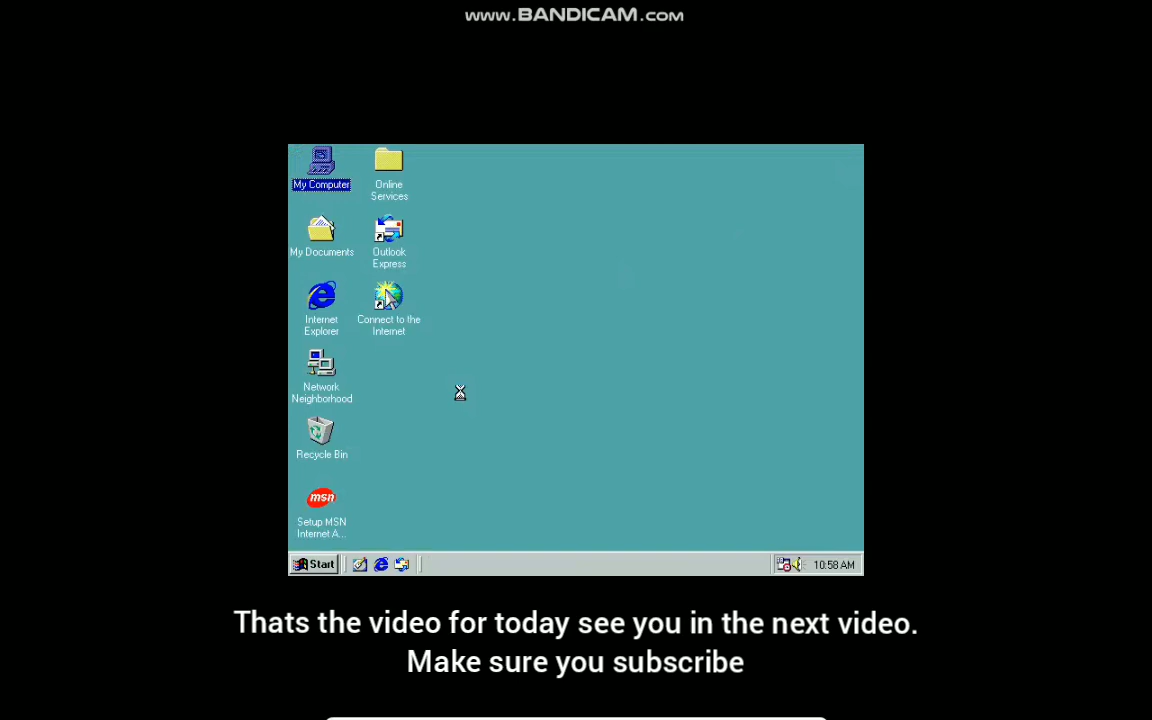 www.BANDICAM.com
My Computer
Online
Services
My Documents
Outlook
Express
Internet
Explorer
Connect to the
Internet
Network
Neighborhood
Recycle Bin
msn
Setup MSN
Internet A...
Start
10:58 AM
Thats the video for today see you in the next video.
Make sure you subscribe